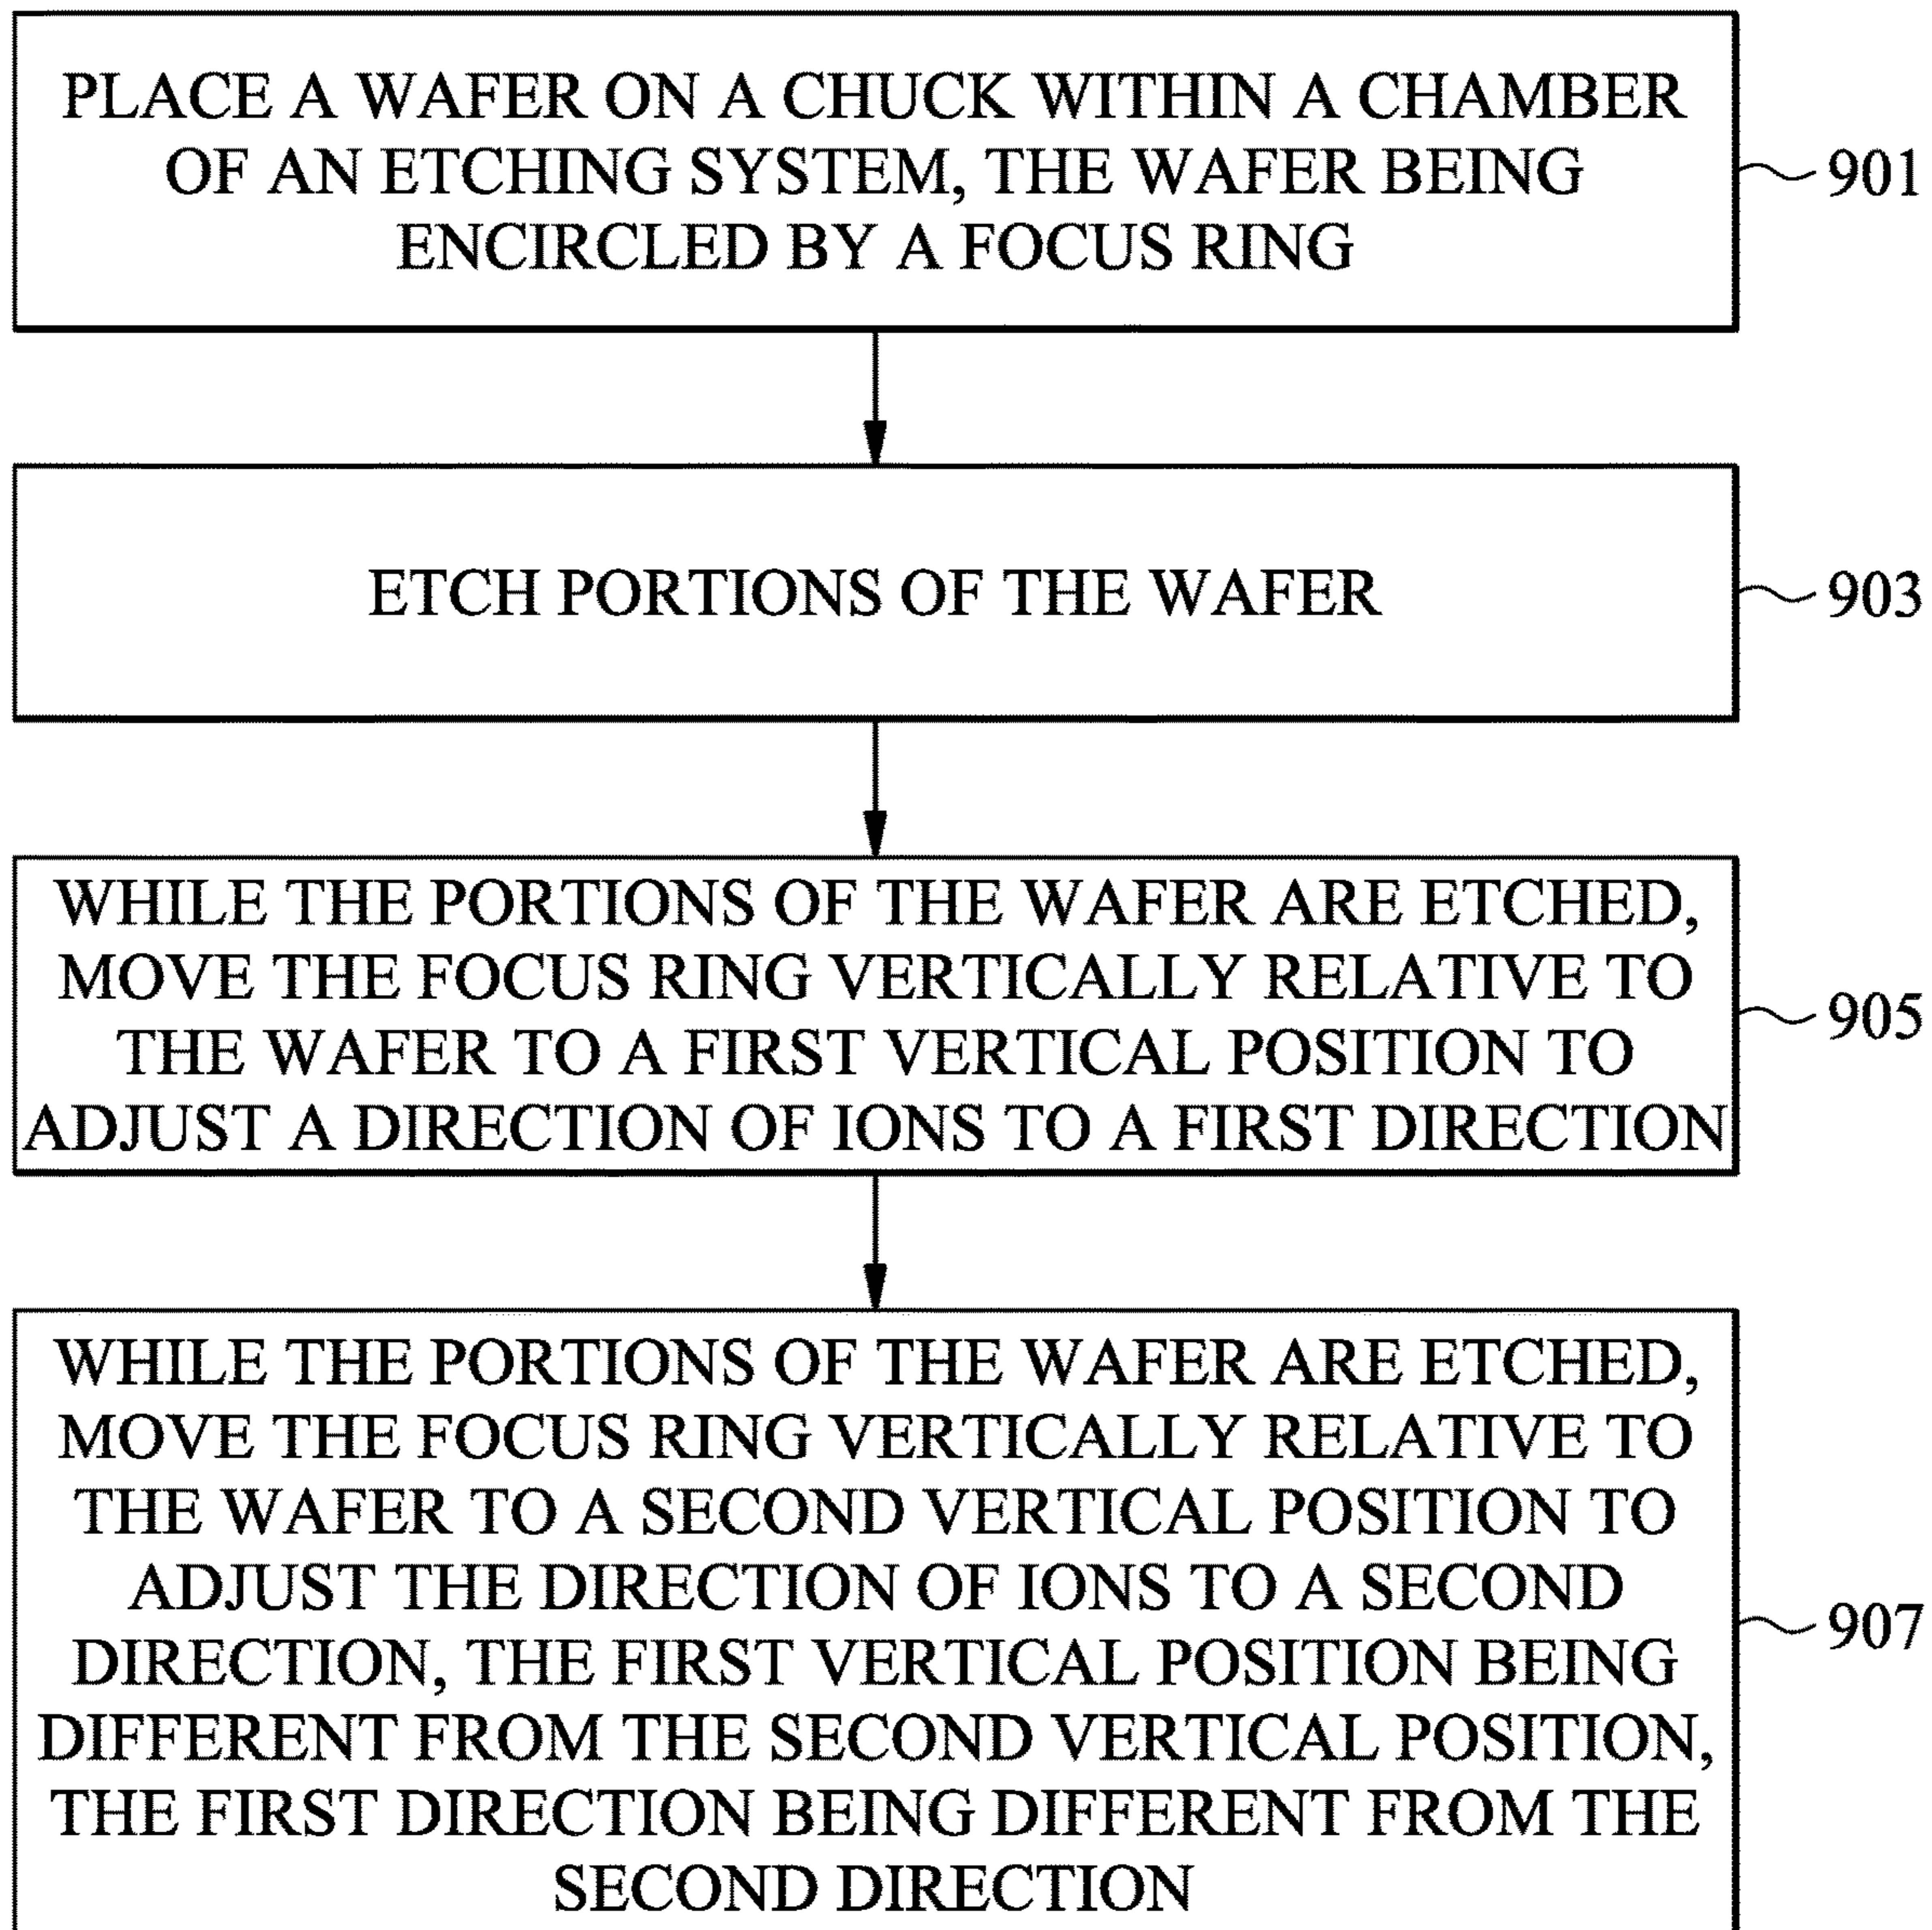 PLACE A WAFER ON A CHUCK WITHIN A CHAMBER
OF AN ETCHING SYSTEM, THE WAFER BEING
ENCIRCLED BY A FOCUS RING
901
ETCH PORTIONS OF THE WAFER
903
WHILE THE PORTIONS OF THE WAFER ARE ETCHED,
MOVE THE FOCUS RING VERTICALLY RELATIVE TO
THE WAFER TO A FIRST VERTICAL POSITION TO
ADJUST A DIRECTION OF IONS TO A FIRST DIRECTION
905
WHILE THE PORTIONS OF THE WAFER ARE ETCHED,
MOVE THE FOCUS RING VERTICALLY RELATIVE TO
THE WAFER TO A SECOND VERTICAL POSITION TO
ADJUST THE DIRECTION OF IONS TO A SECOND
DIRECTION, THE FIRST VERTICAL POSITION BEING
DIFFERENT FROM THE SECOND VERTICAL POSITION,
THE FIRST DIRECTION BEING DIFFERENT FROM THE
SECOND DIRECTION
907